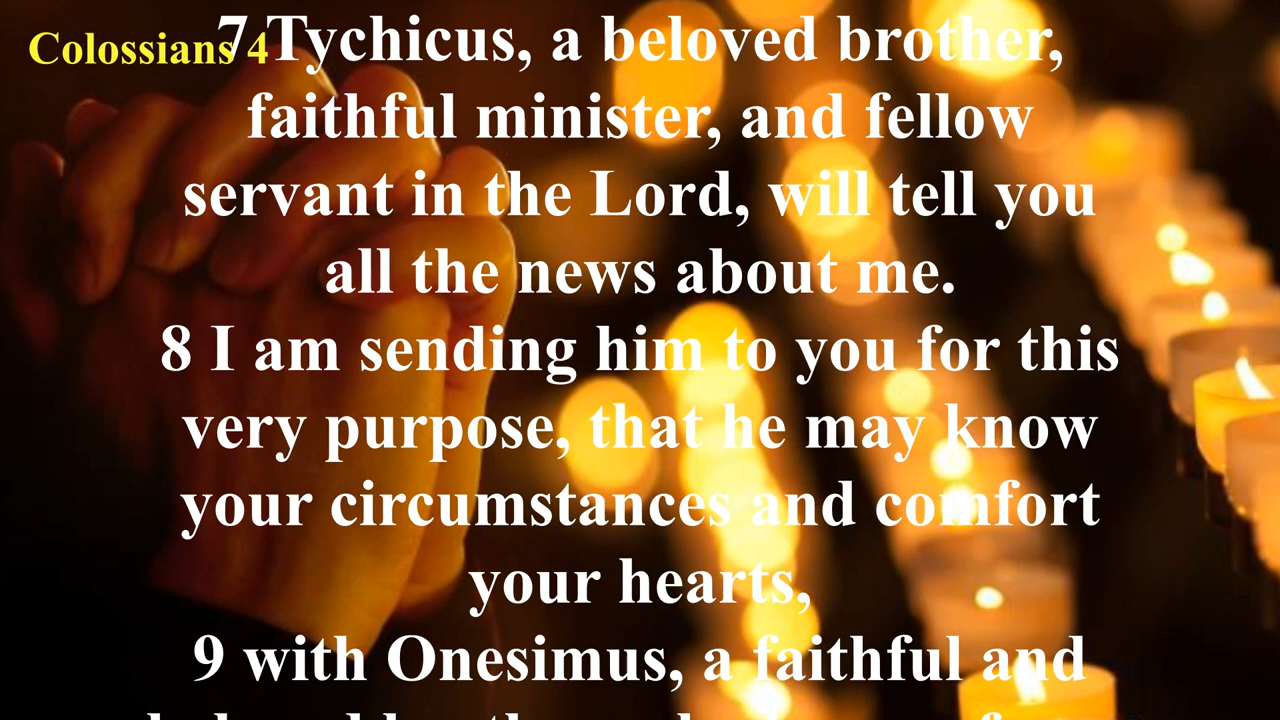 Colossians 4
7 Tychicus, a beloved brother,
faithful minister, and fellow
servant in the Lord, will tell you
all the news about me.
8 I am sending him to you for this
very purpose, that he may know
your circumstances and comfort
your hearts,
9 with Onesimus, a faithful and